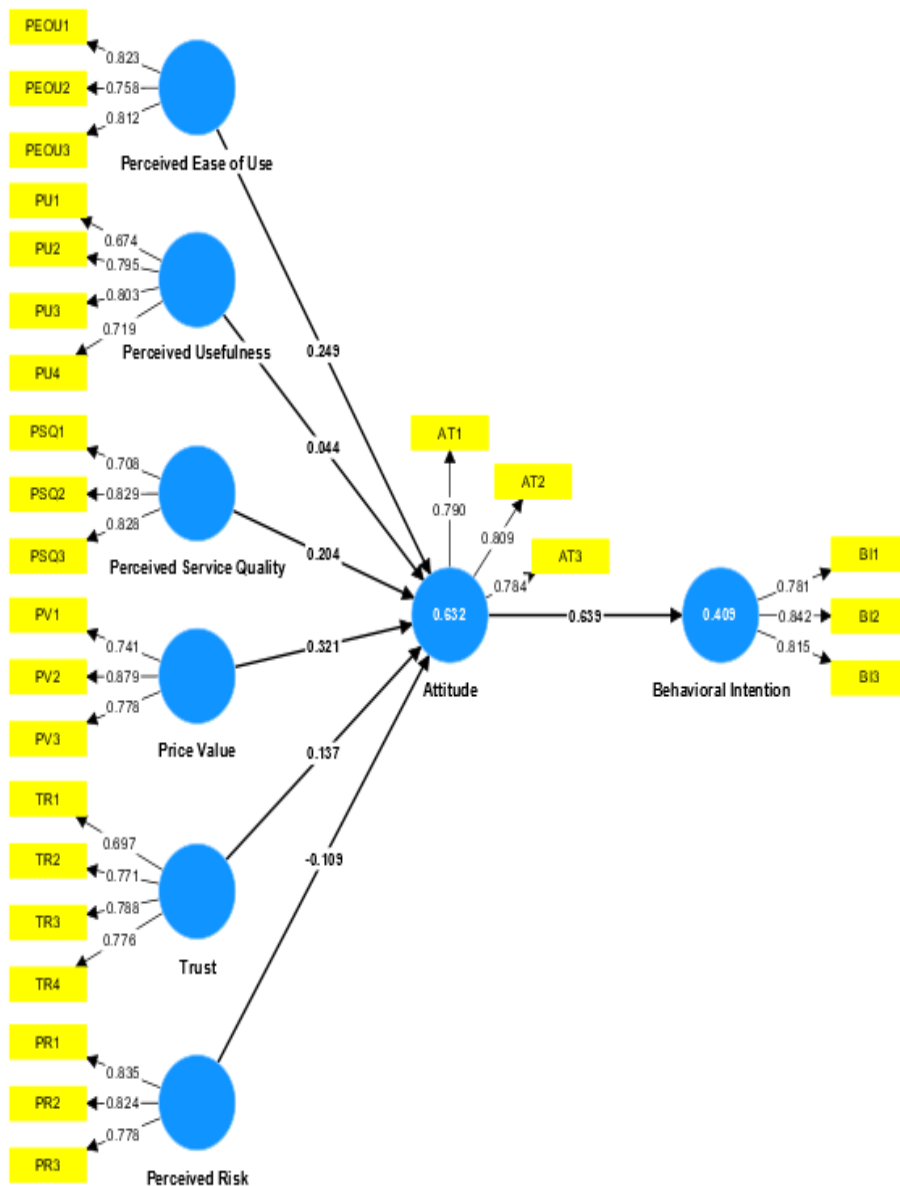 PEOU1
0.823
PEOU2
0.758
0.812
PEOU3
Perceived Ease of Use
PU1
0.674
PU2
0.795
0.803
PU3
0.719
PU4
Perceived Usefulness
0.249
0.044
PSQ1
0.708
PSQ2
0.829
0.828
PSQ3
Perceived Service Quality
0.204
AT1
0.790
AT2
0.809
AT3
0.784
0.632
Attitude
0.639
0.409
Behavioral Intention
BI1
0.781
BI2
0.842
0.815
BI3
PV1
0.741
PV2
0.879
0.778
PV3
Price Value
0.321
TR1
0.697
TR2
0.771
0.788
TR3
0.776
TR4
Trust
0.137
-0.109
PR1
0.835
PR2
0.824
0.778
PR3
Perceived Risk